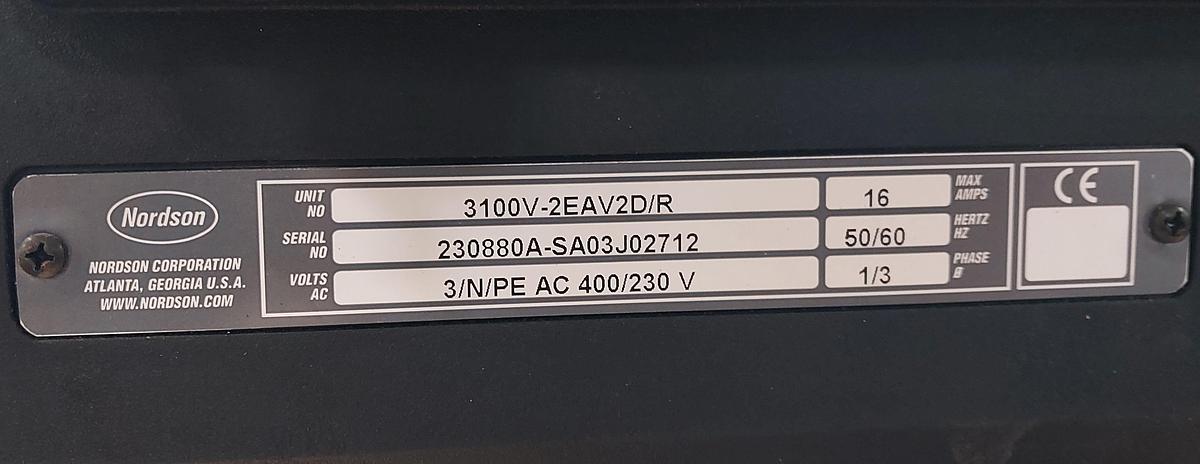 Nordson
NORDSON CORPORATION
ATLANTA, GEORGIA U.S.A.
WWW.NORDSON.COM
UNIT NO 3100V-2EAV2D/R 16 MAX AMPS
SERIAL NO 230880A-SA03J02712 50/60 HERTZ HZ
VOLTS AC 3/N/PE AC 400/230 V 1/3 PHASE Ø
CE